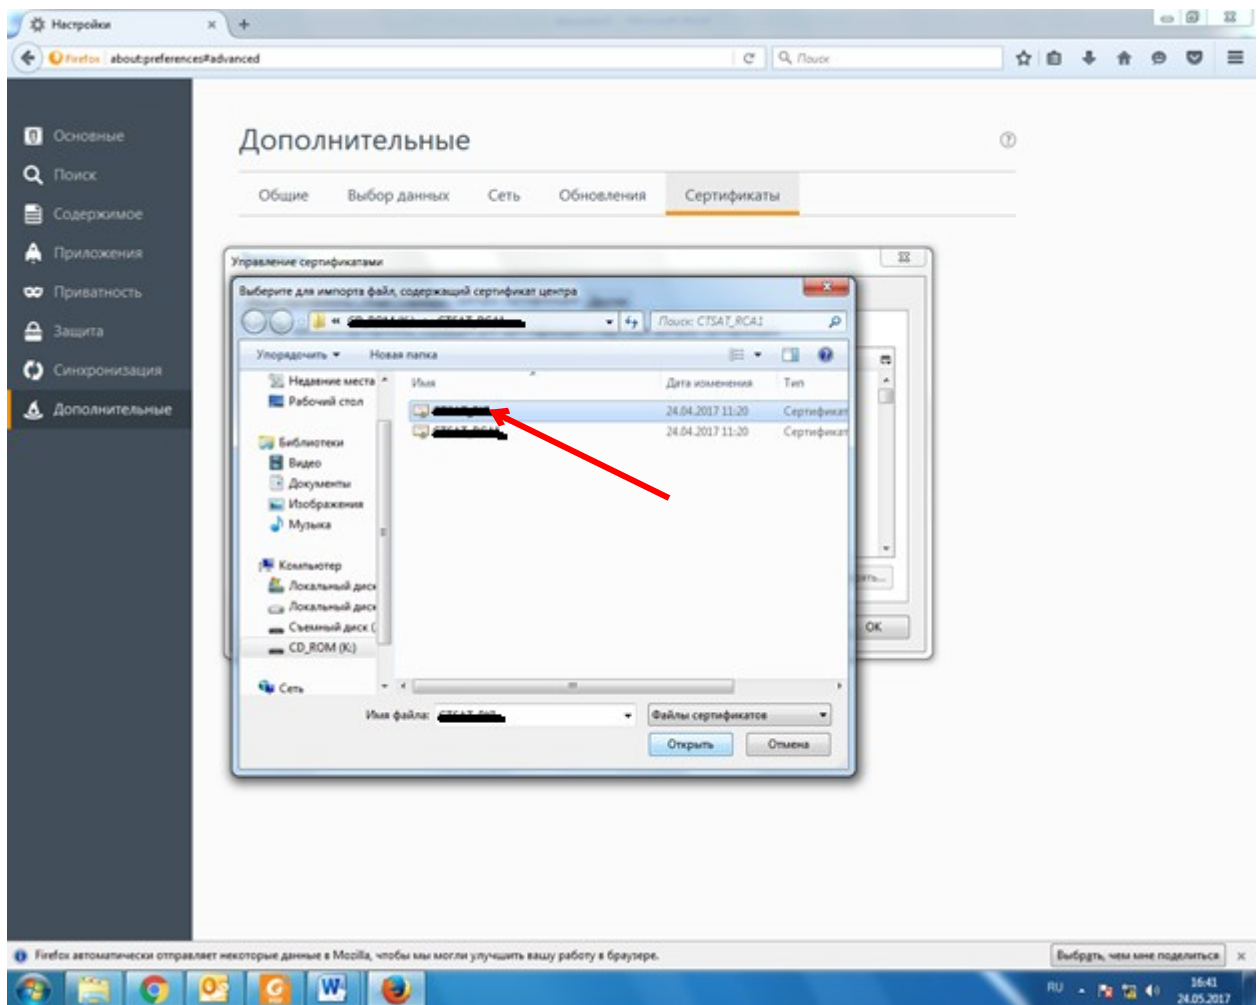 Настройки
Firefox about:preferences#advanced
Поиск
Основные
Поиск
Содержимое
Приложения
Приватность
Защита
Синхронизация
Дополнительные
Дополнительные
Общие Выбор данных Сеть Обновления Сертификаты
Управление сертификатами
Выберите для импорта файл, содержащий сертификат центра
Поиск: CTSAT_RCA1
Упорядочить Новая папка
Имя Дата изменения Тип
Недавние места
Рабочий стол
Библиотеки
Видео
Документы
Изображения
Музыка
Компьютер
Локальный диск
Локальный диск
Съемный диск (
CD_ROM (K:)
Сеть
24.04.2017 11:20 Сертификат
24.04.2017 11:20 Сертификат
Имя файла:
Файлы сертификатов
Открыть Отмена
OK
Firefox автоматически отправляет некоторые данные в Mozilla, чтобы мы могли улучшить вашу работу в браузере.
Выбрать, чем мне поделиться
RU
16:41
24.05.2017